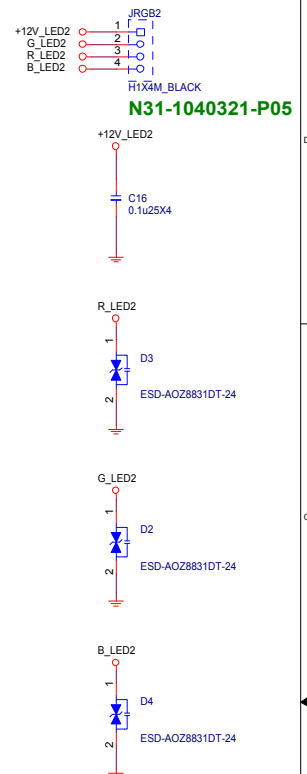 JRGB2
+12V_LED2 1
G_LED2 2
R_LED2 3
B_LED2 4
H1X4M_BLACK
N31-1040321-P05
+12V_LED2
C16
0.1u25X4
R_LED2
1
D3
ESD-AOZ8831DT-24
2
G_LED2
1
D2
ESD-AOZ8831DT-24
2
B_LED2
1
D4
ESD-AOZ8831DT-24
2